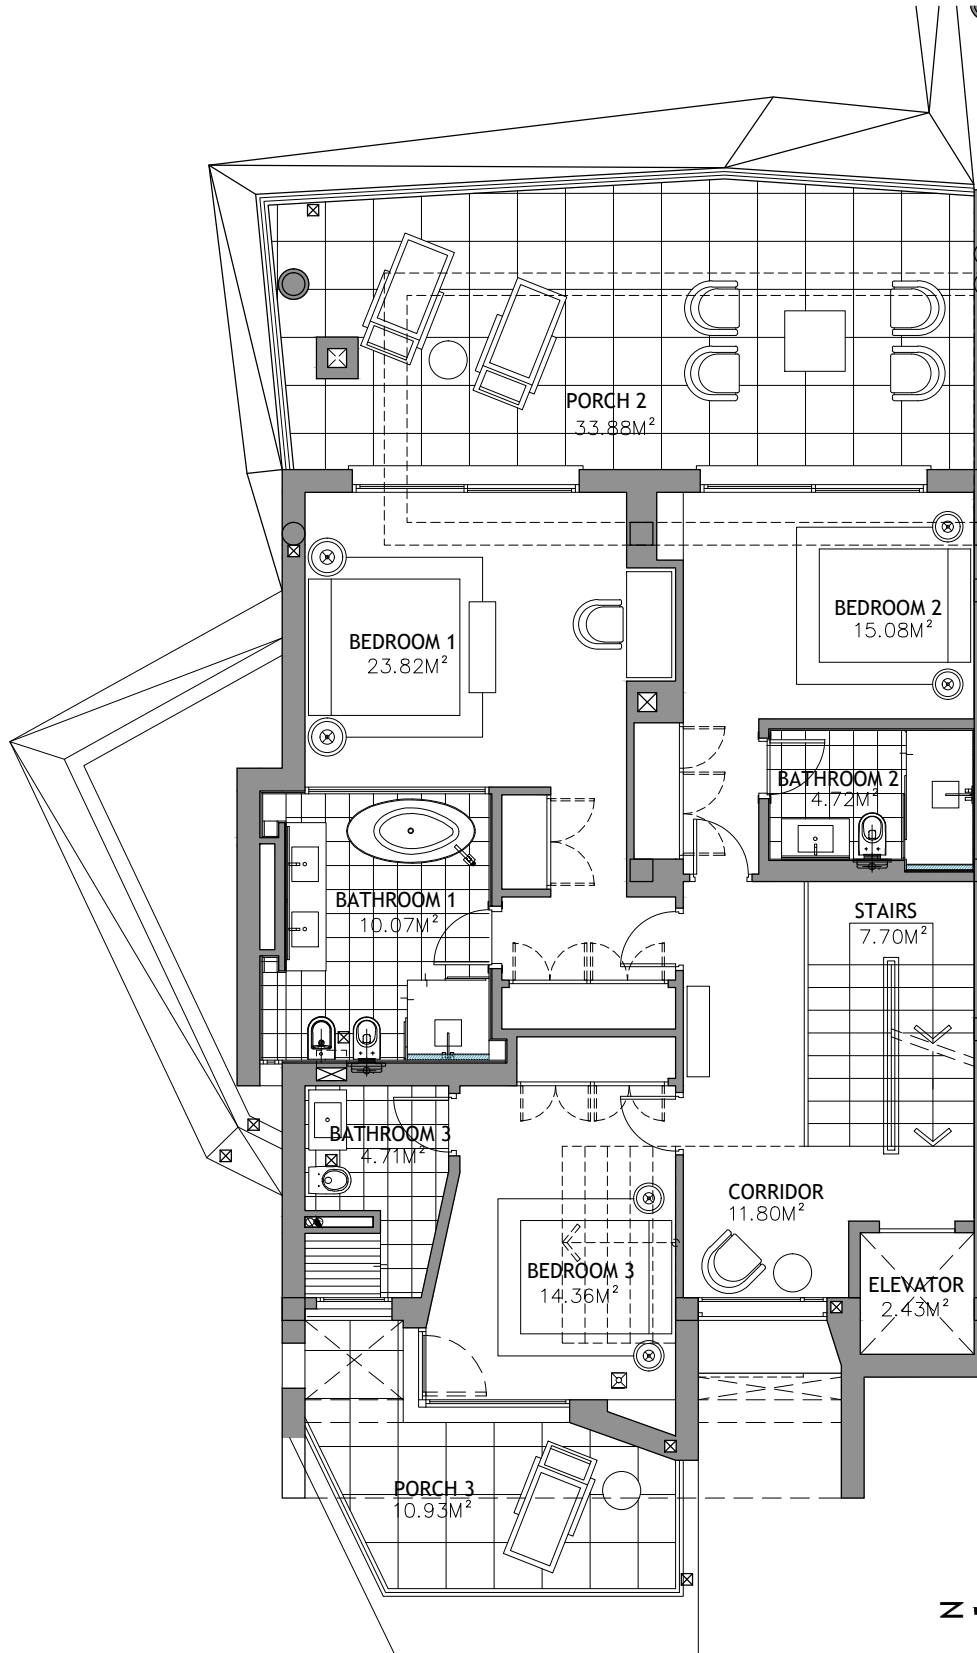 PORCH 2
33.88M²
BEDROOM 1
23.82M²
BEDROOM 2
15.08M²
BATHROOM 2
4.72M²
BATHROOM 1
10.07M²
STAIRS
7.70M²
BATHROOM 3
4.71M²
CORRIDOR
11.80M²
BEDROOM 3
14.36M²
ELEVATOR
2.43M²
PORCH 3
10.93M²
N